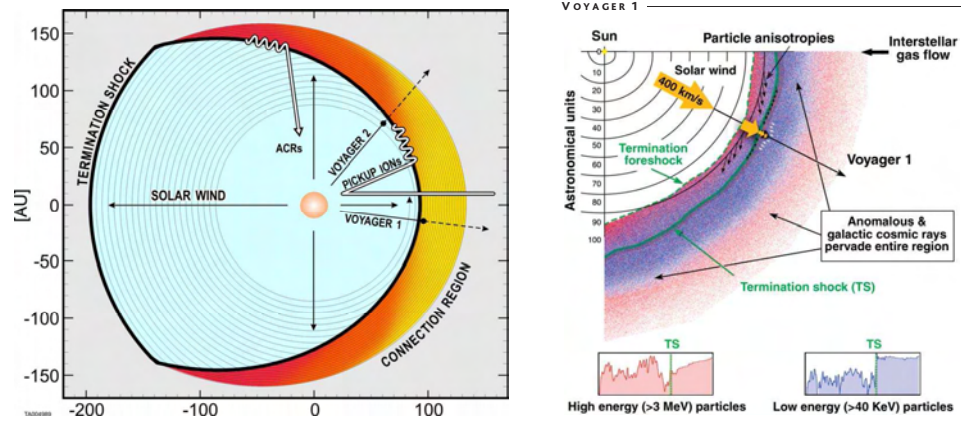 150
100
50
0
-50
-100
-150
[AU]
-200
-100
0
100
TERMINATION SHOCK
ACRs
VOYAGER 2
PICKUP IONs
SOLAR WIND
VOYAGER 1
CONNECTION REGION
VOYAGER 1
Sun
Particle anisotropies
Interstellar
gas flow
Solar wind
400 km/s
0
10
20
30
40
50
60
70
80
90
100
Astronomical units
Termination
foreshock
Voyager 1
Anomalous &
galactic cosmic rays
pervade entire region
Termination shock (TS)
TS
High energy (>3 MeV) particles
TS
Low energy (>40 KeV) particles